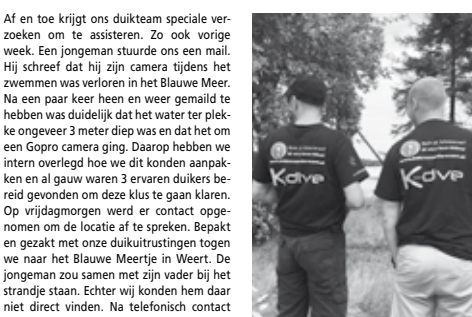 Af en toe krijgt ons duikteam speciale ver-
zoeken om te assisteren. Zo ook vorige
week. Een jongeman stuurde ons een mail.
Hij schreef dat hij zijn camera tijdens het
zwemmen was verloren in het Blauwe Meer.
Na een paar keer heen en weer gemaild te
hebben was duidelijk dat het water ter plek-
ke ongeveer 3 meter diep was en dat het om
een Gopro camera ging. Daarop hebben we
intern overlegd hoe we dit konden aanpak-
ken en al gauw waren 3 ervaren duikers be-
reid gevonden om deze klus te gaan klaren.
Op vrijdagmorgen werd er contact opge-
nomen om de locatie af te spreken. Bepakt
en gezakt met onze duikuitrustingen togen
we naar het Blauwe Meertje in Weert. De
jongeman zou samen met zijn vader bij het
strandje staan. Echter wij konden hem daar
niet direct vinden. Na telefonisch contact
Kdive
Kdive